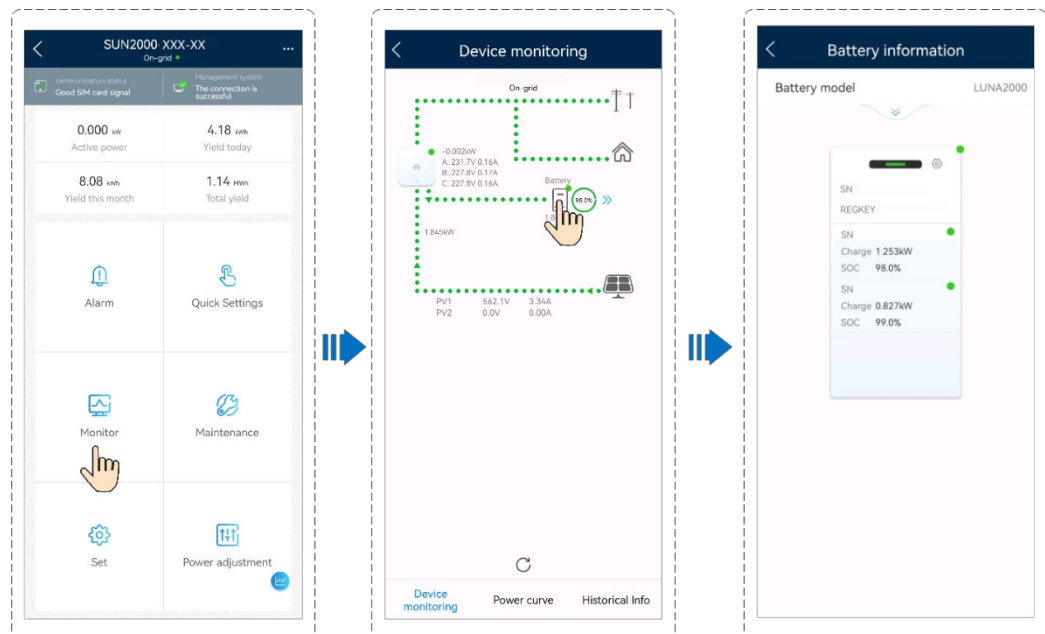 SUN2000 XXX-XX
On-grid
communication status
Good SIM card signal
Management system
The connection is
successful
0.000 kW
Active power
4.18 kWh
Yield today
8.08 kWh
Yield this month
1.14 MWh
Total yield
Alarm
Quick Settings
Monitor
Maintenance
Set
Power adjustment
Device monitoring
On-grid
-0.002kW
A: 231.7V 0.16A
B: 227.8V 0.17A
C: 227.8V 0.16A
Battery
98.0%
1.845kW
PV1 562.1V 3.34A
PV2 0.0V 0.00A
Device
monitoring
Power curve
Historical Info
Battery information
Battery model LUNA2000
SN
REGKEY
SN
Charge 1.253kW
SOC 98.0%
SN
Charge 0.827kW
SOC 99.0%